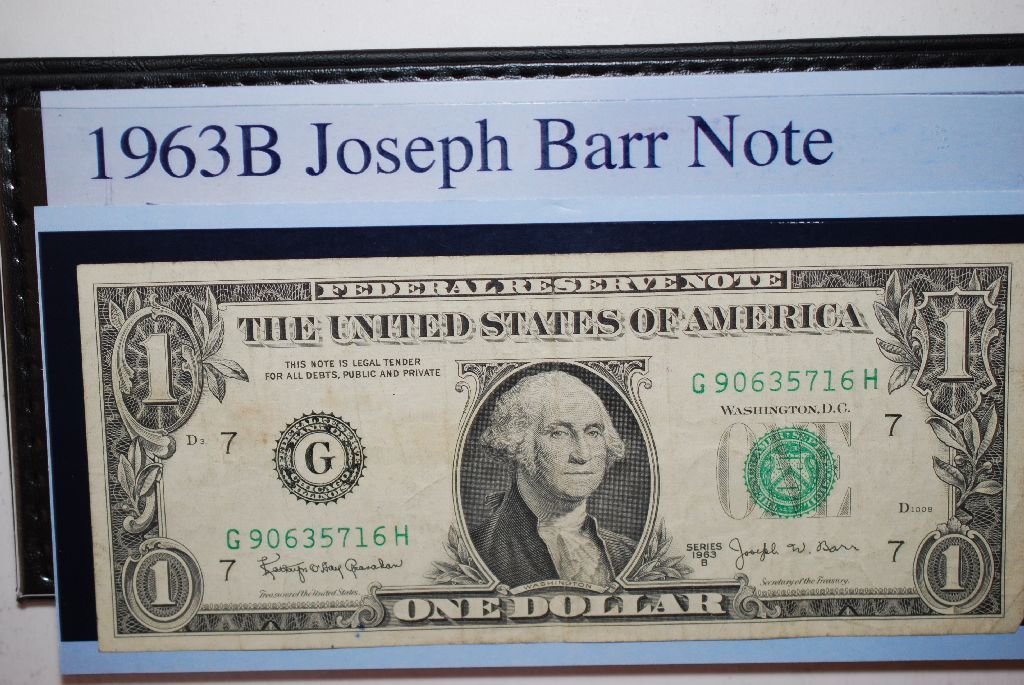 1963B Joseph Barr Note
FEDERAL RESERVE NOTE
THE UNITED STATES OF AMERICA
1
1
THIS NOTE IS LEGAL TENDER
FOR ALL DEBTS, PUBLIC AND PRIVATE
G 90635716 H
WASHINGTON, D.C.
D3
7
G
7
D1008
G 90635716 H
7
SERIES
1963
B
Joseph W. Barr
7
WASHINGTON
Treasurer of the United States.
Secretary of the Treasury.
1
ONE DOLLAR
1